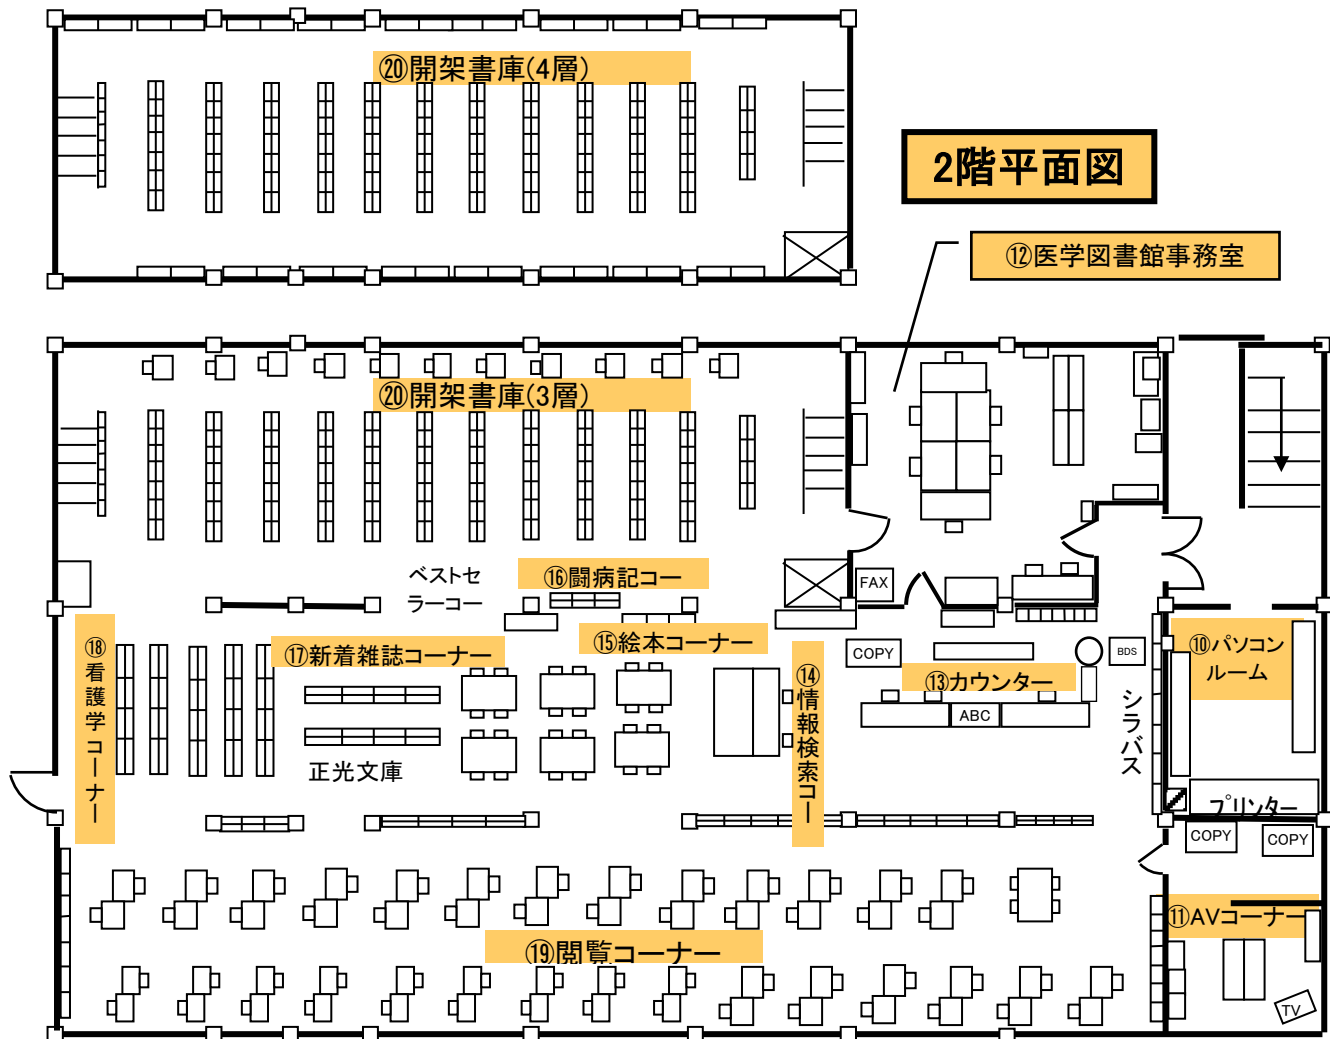 ⑳開架書庫(4層)
2階平面図
⑫医学図書館事務室
⑳開架書庫(3層)
ベストセ
ラーコー
⑯闘病記コー
FAX
⑮絵本コーナー
⑰新着雑誌コーナー
⑱看護学コーナー
⑭情報検索コー
COPY
⑬カウンター
ABC
BDS
シラバス
⑩パソコン
ルーム
正光文庫
プリンター
COPY
COPY
⑪AVコーナー
⑲閲覧コーナー
TV